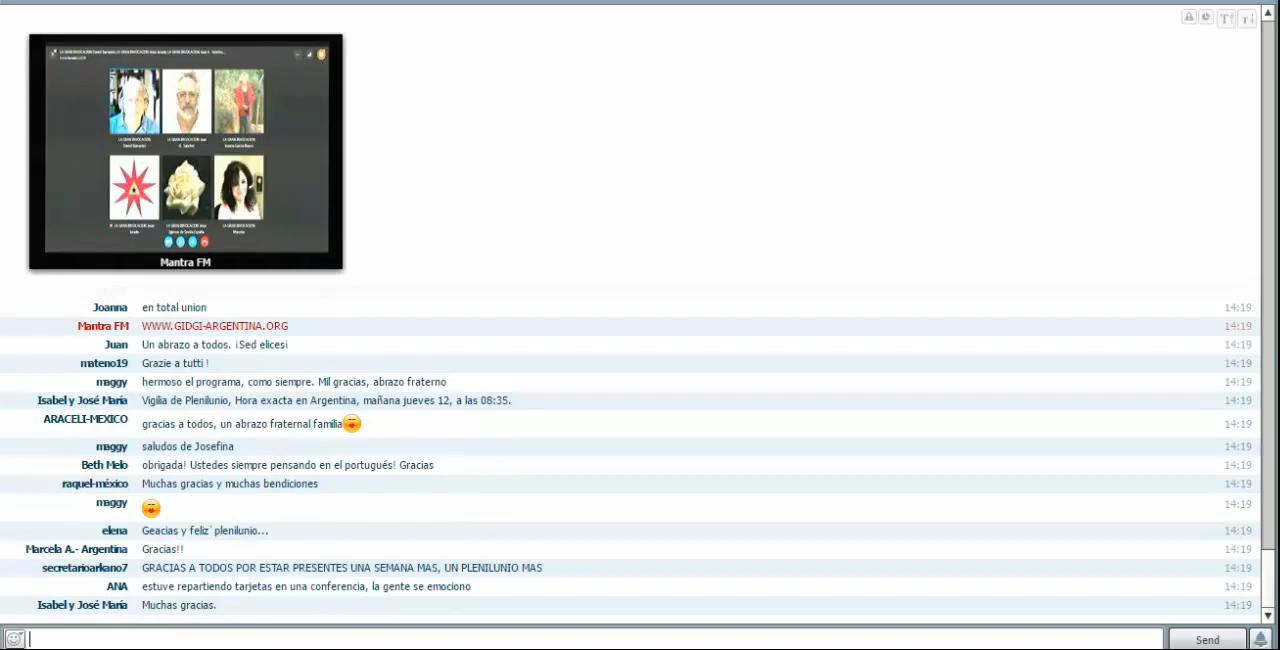 Mantra FM
Joanna en total union 14:19
Mantra FM WWW.GIDGI-ARGENTINA.ORG 14:19
Juan Un abrazo a todos. ¡Sed elices¡ 14:19
mateno19 Grazie a tutti ! 14:19
maggy hermoso el programa, como siempre. Mil gracias, abrazo fraterno 14:19
Isabel y José María Vigilia de Plenilunio, Hora exacta en Argentina, mañana jueves 12, a las 08:35. 14:19
ARACELI-MEXICO gracias a todos, un abrazo fraternal familia 14:19
maggy saludos de Josefina 14:19
Beth Melo obrigada! Ustedes siempre pensando en el portugués! Gracias 14:19
raquel-méxico Muchas gracias y muchas bendiciones 14:19
maggy 14:19
elena Geacias y feliz´ plenilunio... 14:19
Marcela A.- Argentina Gracias!! 14:19
secretarioarkano7 GRACIAS A TODOS POR ESTAR PRESENTES UNA SEMANA MAS, UN PLENILUNIO MAS 14:19
ANA estuve repartiendo tarjetas en una conferencia, la gente se emociono 14:19
Isabel y José María Muchas gracias. 14:19
Send